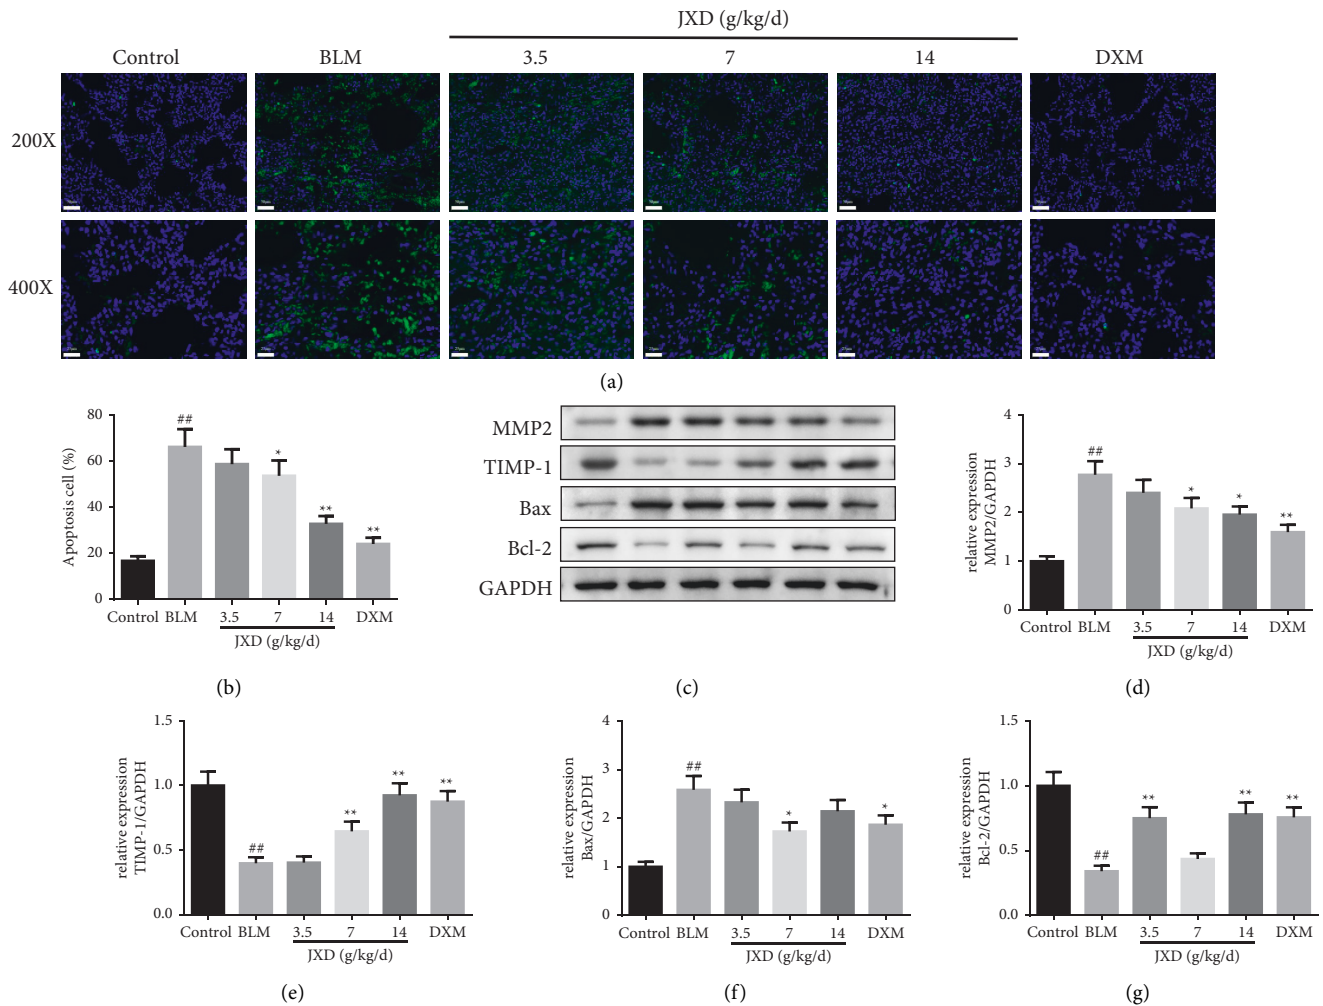 JXD (g/kg/d)
Control BLM 3.5 7 14 DXM
200X
400X
(a)
80
60
40
20
0
Apoptosis cell (%)
##
*
**
**
Control BLM 3.5 7 14 DXM
JXD (g/kg/d)
(b)
MMP2
TIMP-1
Bax
Bcl-2
GAPDH
(c)
4
3
2
1
0
relative expression
MMP2/GAPDH
##
*
*
**
Control BLM 3.5 7 14 DXM
JXD (g/kg/d)
(d)
1.5
1.0
0.5
0.0
relative expression
TIMP-1/GAPDH
##
**
**
**
Control BLM 3.5 7 14 DXM
JXD (g/kg/d)
(e)
4
3
2
1
0
relative expression
Bax/GAPDH
##
*
*
Control BLM 3.5 7 14 DXM
JXD (g/kg/d)
(f)
1.5
1.0
0.5
0.0
relative expression
Bcl-2/GAPDH
##
**
**
**
Control BLM 3.5 7 14 DXM
JXD (g/kg/d)
(g)